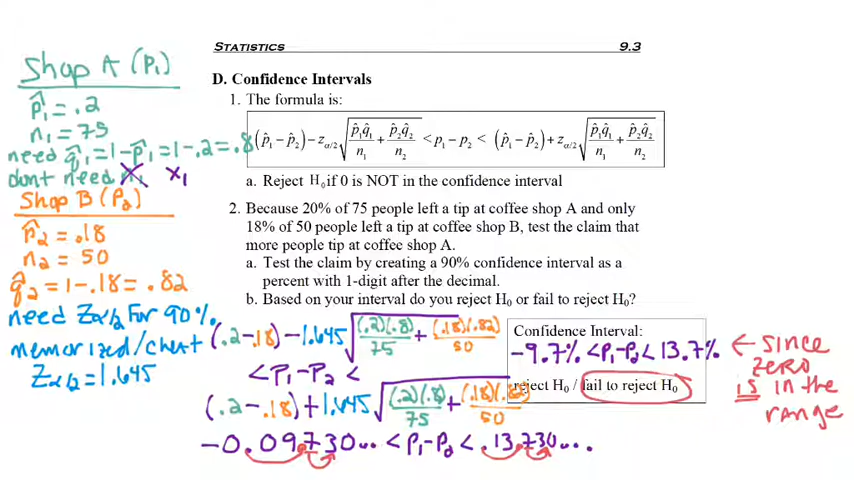 STATISTICS 9.3
Shop A (P₁)
p̂₁ = .2
n₁ = 75
need q̂₁ = 1 - p̂₁ = 1 - .2 = .8
dont need x₁
Shop B (P₂)
p̂₂ = .18
n₂ = 50
q̂₂ = 1 - .18 = .82
need Zα/2 For 90%
memorized/cheat
Zα/2 = 1.645
D. Confidence Intervals
1. The formula is:
(p̂₁ − p̂₂) − zα/2 √(p̂₁q̂₁/n₁ + p̂₂q̂₂/n₂) < p₁ − p₂ < (p̂₁ − p̂₂) + zα/2 √(p̂₁q̂₁/n₁ + p̂₂q̂₂/n₂)
a. Reject H₀ if 0 is NOT in the confidence interval
2. Because 20% of 75 people left a tip at coffee shop A and only
18% of 50 people left a tip at coffee shop B, test the claim that
more people tip at coffee shop A.
a. Test the claim by creating a 90% confidence interval as a
percent with 1-digit after the decimal.
b. Based on your interval do you reject H₀ or fail to reject H₀?
(.2 - .18) - 1.645 √((.2)(.8)/75 + (.18)(.82)/50)
< P₁ - P₂ <
(.2 - .18) + 1.645 √((.2)(.8)/75 + (.18)(.82)/50)
-0.09730... < P₁ - P₂ < .13730...
Confidence Interval:
-9.7% < P₁ - P₂ < 13.7%
reject H₀ / fail to reject H₀
← since
zero
is in the
range